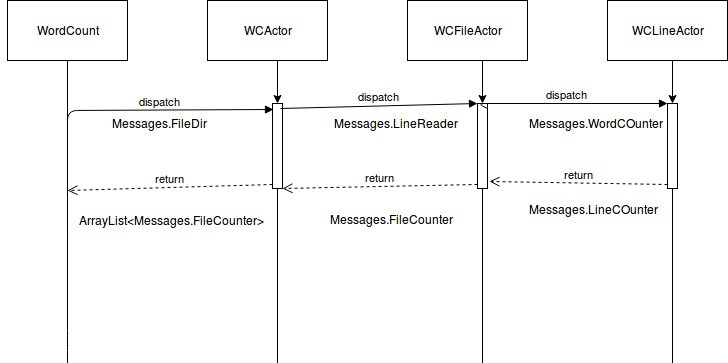 WordCount
WCActor
WCFileActor
WCLineActor
dispatch
dispatch
dispatch
Messages.FileDir
Messages.LineReader
Messages.WordCOunter
return
return
return
ArrayList<Messages.FileCounter>
Messages.FileCounter
Messages.LineCOunter